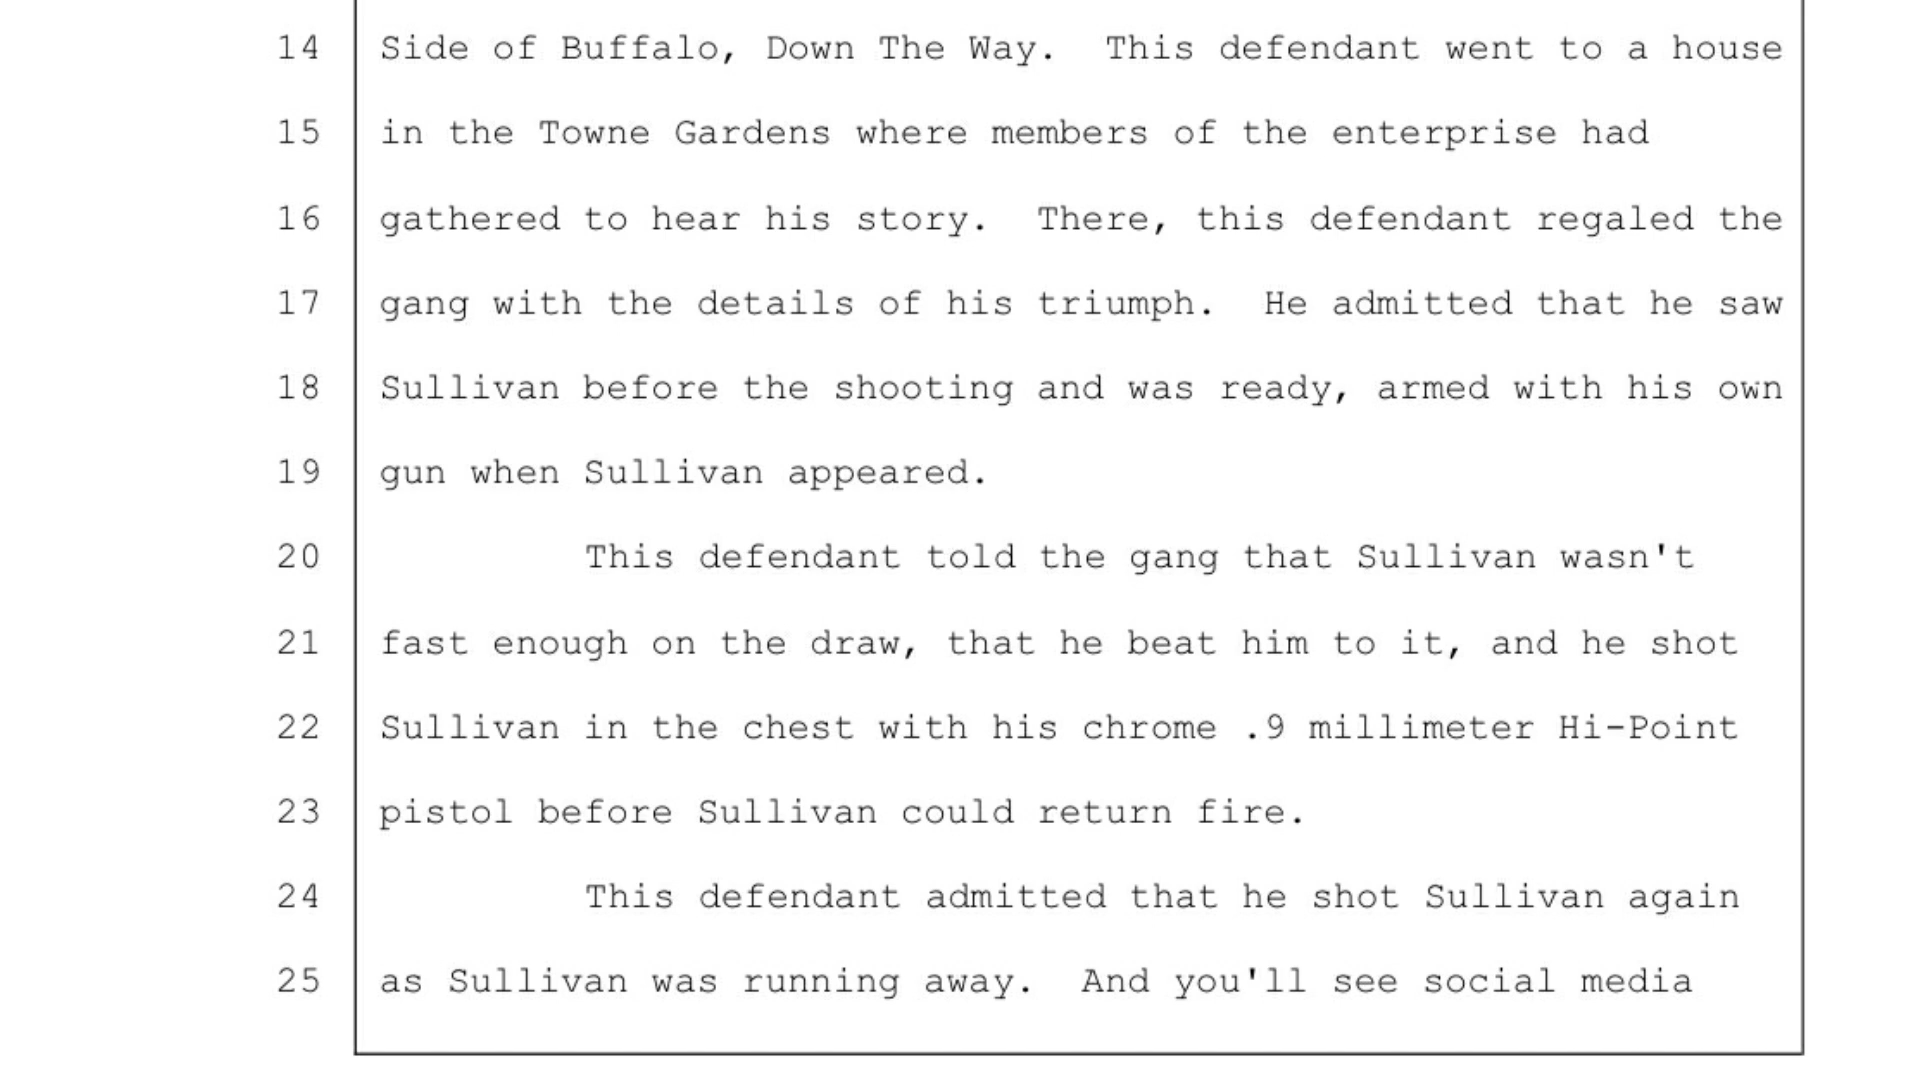 14 Side of Buffalo, Down The Way.  This defendant went to a house
15 in the Towne Gardens where members of the enterprise had
16 gathered to hear his story.  There, this defendant regaled the
17 gang with the details of his triumph.  He admitted that he saw
18 Sullivan before the shooting and was ready, armed with his own
19 gun when Sullivan appeared.
20 This defendant told the gang that Sullivan wasn't
21 fast enough on the draw, that he beat him to it, and he shot
22 Sullivan in the chest with his chrome .9 millimeter Hi-Point
23 pistol before Sullivan could return fire.
24 This defendant admitted that he shot Sullivan again
25 as Sullivan was running away.  And you'll see social media